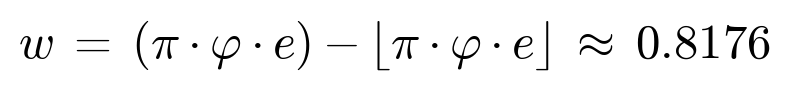 w = (π · φ · e) − ⌊π · φ · e⌋ ≈ 0.8176